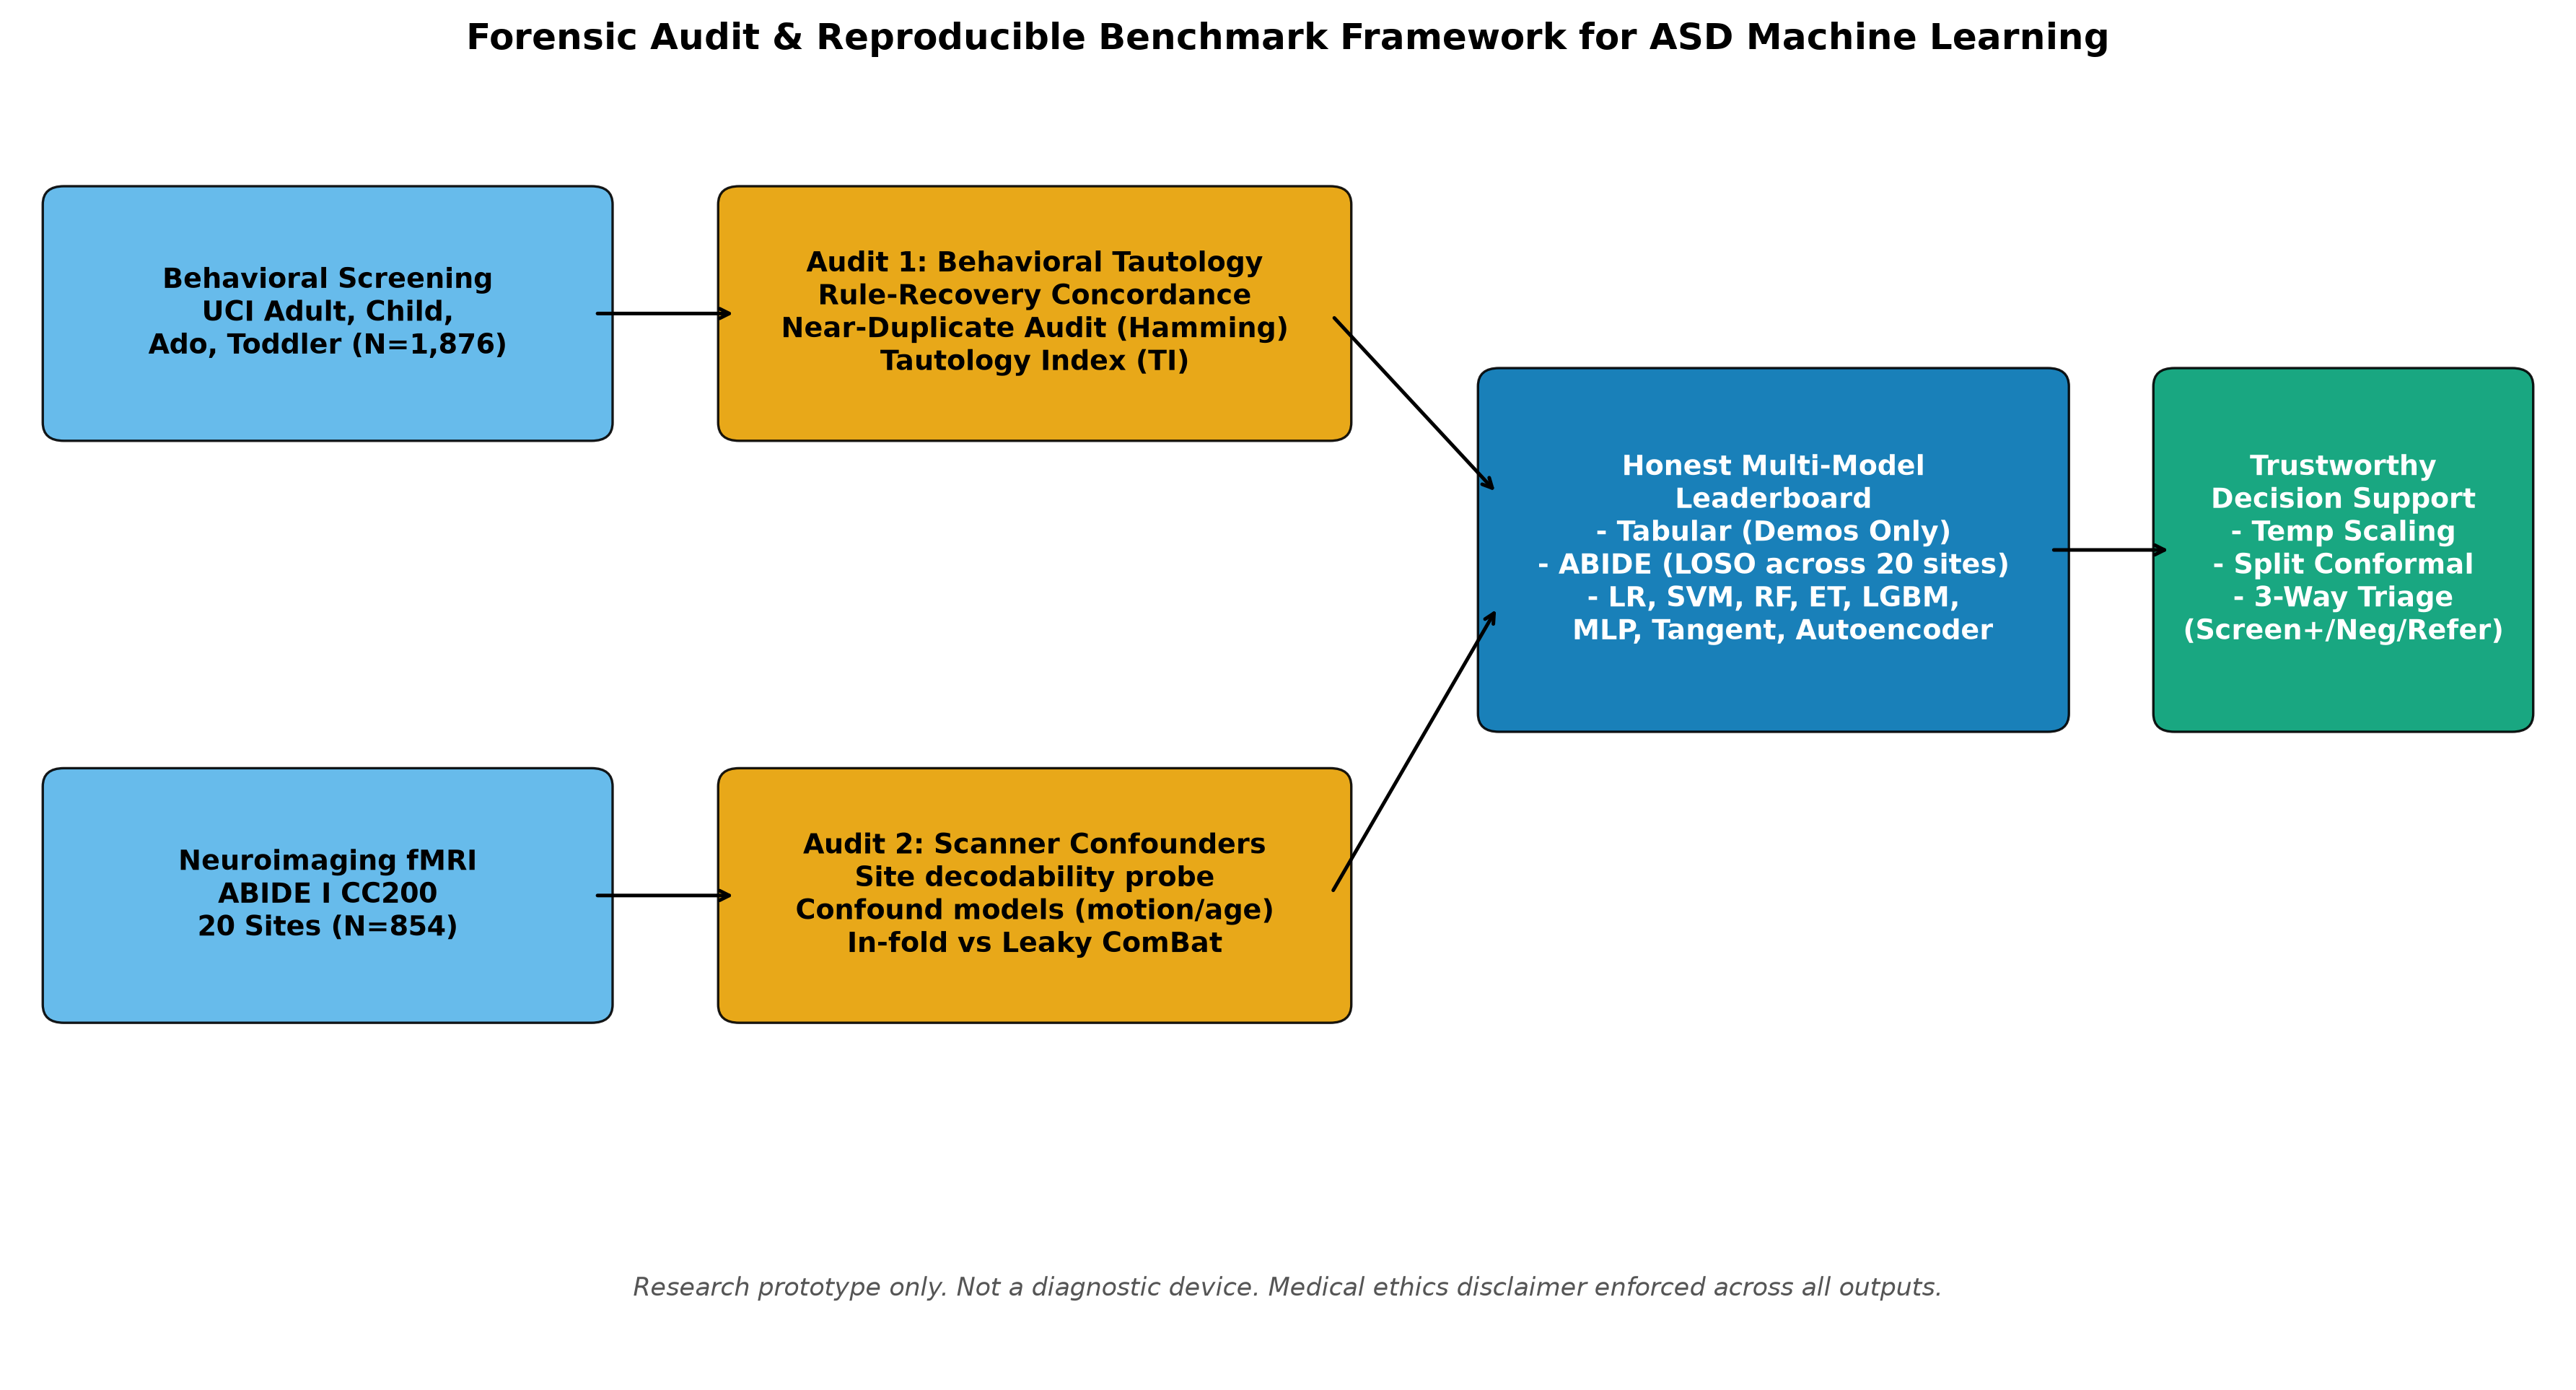 Forensic Audit & Reproducible Benchmark Framework for ASD Machine Learning
Behavioral Screening
UCI Adult, Child,
Ado, Toddler (N=1,876)
Audit 1: Behavioral Tautology
Rule-Recovery Concordance
Near-Duplicate Audit (Hamming)
Tautology Index (TI)
Neuroimaging fMRI
ABIDE I CC200
20 Sites (N=854)
Audit 2: Scanner Confounders
Site decodability probe
Confound models (motion/age)
In-fold vs Leaky ComBat
Honest Multi-Model
Leaderboard
- Tabular (Demos Only)
- ABIDE (LOSO across 20 sites)
- LR, SVM, RF, ET, LGBM,
MLP, Tangent, Autoencoder
Trustworthy
Decision Support
- Temp Scaling
- Split Conformal
- 3-Way Triage
(Screen+/Neg/Refer)
Research prototype only. Not a diagnostic device. Medical ethics disclaimer enforced across all outputs.